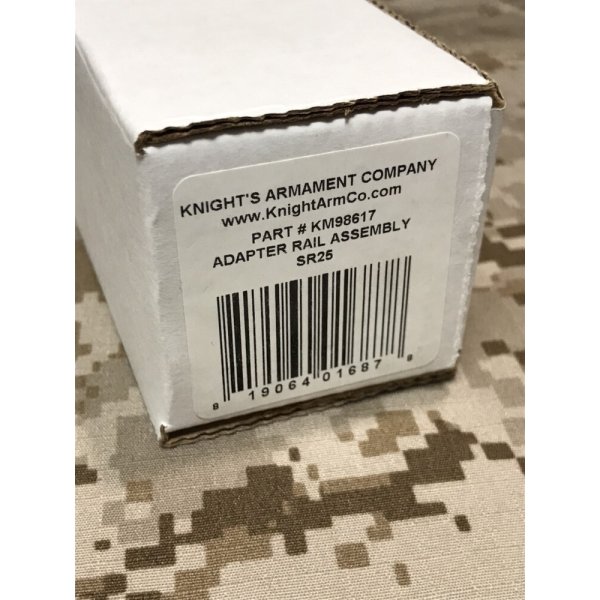 KNIGHT'S ARMAMENT COMPANY
www.KnightArmCo.com
PART # KM98617
ADAPTER RAIL ASSEMBLY
SR25
8 19064 01687 8